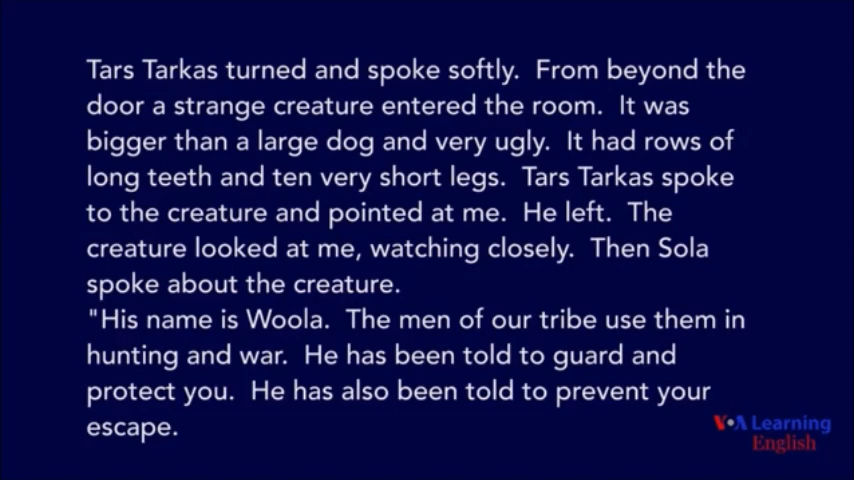 Tars Tarkas turned and spoke softly. From beyond the
door a strange creature entered the room. It was
bigger than a large dog and very ugly. It had rows of
long teeth and ten very short legs. Tars Tarkas spoke
to the creature and pointed at me. He left. The
creature looked at me, watching closely. Then Sola
spoke about the creature.
"His name is Woola. The men of our tribe use them in
hunting and war. He has been told to guard and
protect you. He has also been told to prevent your
escape.
VOA Learning
English